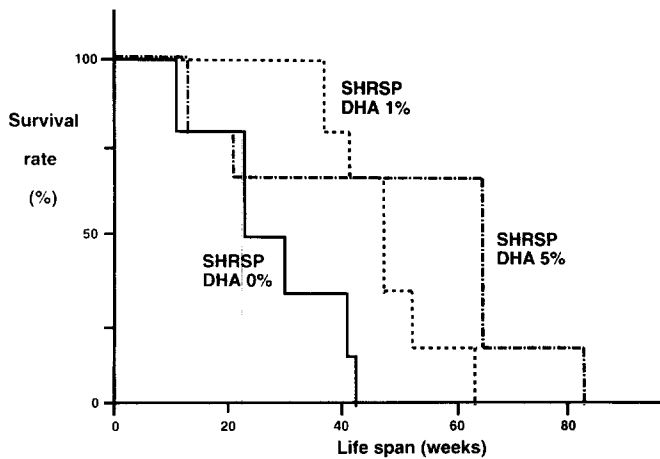 100
Survival
rate
(%)
50
0
SHRSP
DHA 1%
SHRSP
DHA 5%
SHRSP
DHA 0%
0
20
40
60
80
Life span (weeks)